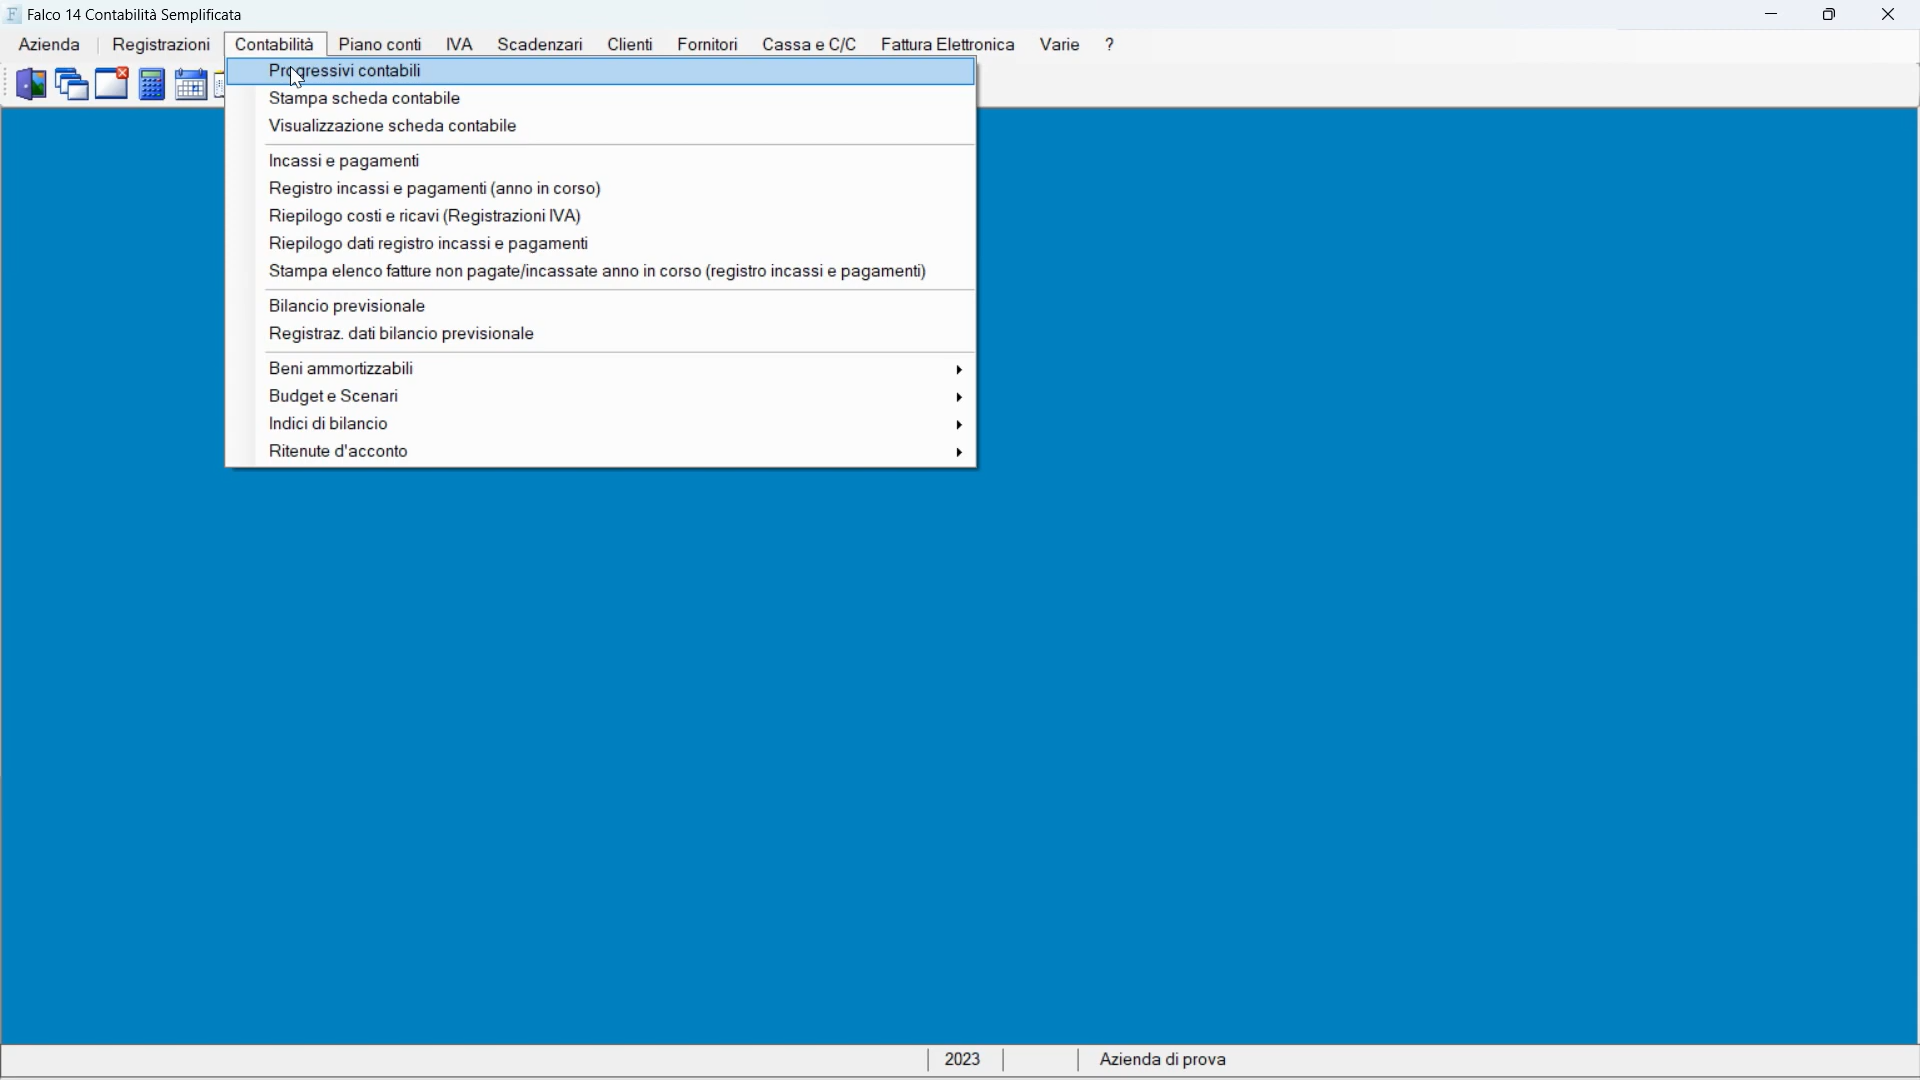 Falco 14 Contabilità Semplificata
Azienda Registrazioni Contabilità Piano conti IVA Scadenzari Clienti Fornitori Cassa e C/C Fattura Elettronica Varie ?
Progressivi contabili
Stampa scheda contabile
Visualizzazione scheda contabile
Incassi e pagamenti
Registro incassi e pagamenti (anno in corso)
Riepilogo costi e ricavi (Registrazioni IVA)
Riepilogo dati registro incassi e pagamenti
Stampa elenco fatture non pagate/incassate anno in corso (registro incassi e pagamenti)
Bilancio previsionale
Registraz. dati bilancio previsionale
Beni ammortizzabili
Budget e Scenari
Indici di bilancio
Ritenute d'acconto
2023 Azienda di prova